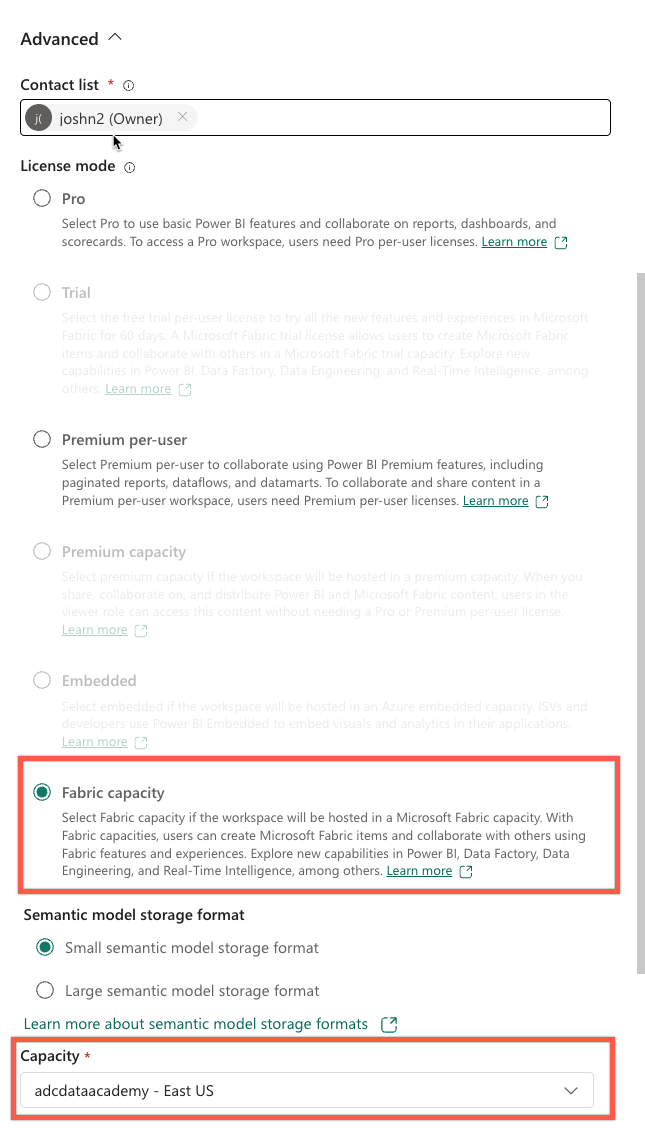 Advanced
Contact list *
j( joshn2 (Owner)
License mode
Pro
Select Pro to use basic Power BI features and collaborate on reports, dashboards, and
scorecards. To access a Pro workspace, users need Pro per-user licenses. Learn more
Trial
Select the free trial per-user license to try all the new features and experiences in Microsoft
Fabric for 60 days. A Microsoft Fabric trial license allows users to create Microsoft Fabric
items and collaborate with others in a Microsoft Fabric trial capacity. Explore new
capabilities in Power BI, Data Factory, Data Engineering, and Real-Time Intelligence, among
others. Learn more
Premium per-user
Select Premium per-user to collaborate using Power BI Premium features, including
paginated reports, dataflows, and datamarts. To collaborate and share content in a
Premium per-user workspace, users need Premium per-user licenses. Learn more
Premium capacity
Select premium capacity if the workspace will be hosted in a premium capacity. When you
share, collaborate on, and distribute Power BI and Microsoft Fabric content, users in the
viewer role can access this content without needing a Pro or Premium per-user license.
Learn more
Embedded
Select embedded if the workspace will be hosted in an Azure embedded capacity. ISVs and
developers use Power BI Embedded to embed visuals and analytics in their applications.
Learn more
Fabric capacity
Select Fabric capacity if the workspace will be hosted in a Microsoft Fabric capacity. With
Fabric capacities, users can create Microsoft Fabric items and collaborate with others using
Fabric features and experiences. Explore new capabilities in Power BI, Data Factory, Data
Engineering, and Real-Time Intelligence, among others. Learn more
Semantic model storage format
Small semantic model storage format
Large semantic model storage format
Learn more about semantic model storage formats
Capacity *
adcdataacademy - East US